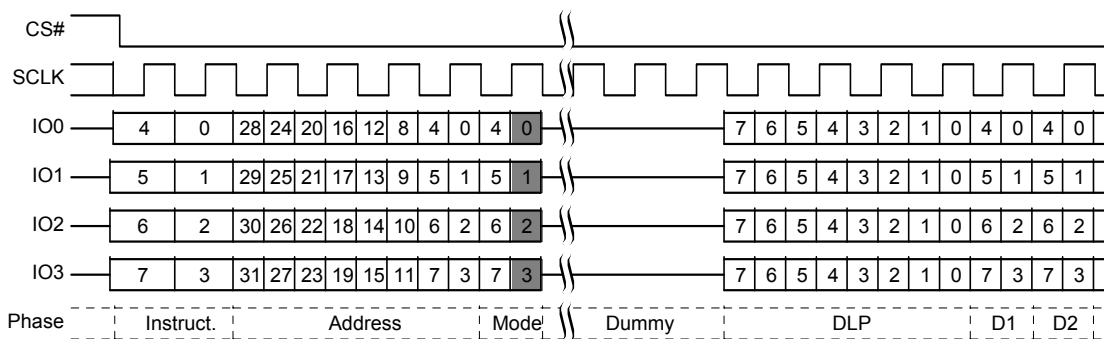 CS#
SCLK
IO0 4 0 28 24 20 16 12 8 4 0 4 0 7 6 5 4 3 2 1 0 4 0 4 0
IO1 5 1 29 25 21 17 13 9 5 1 5 1 7 6 5 4 3 2 1 0 5 1 5 1
IO2 6 2 30 26 22 18 14 10 6 2 6 2 7 6 5 4 3 2 1 0 6 2 6 2
IO3 7 3 31 27 23 19 15 11 7 3 7 3 7 6 5 4 3 2 1 0 7 3 7 3
Phase Instruct. Address Mode Dummy DLP D1 D2